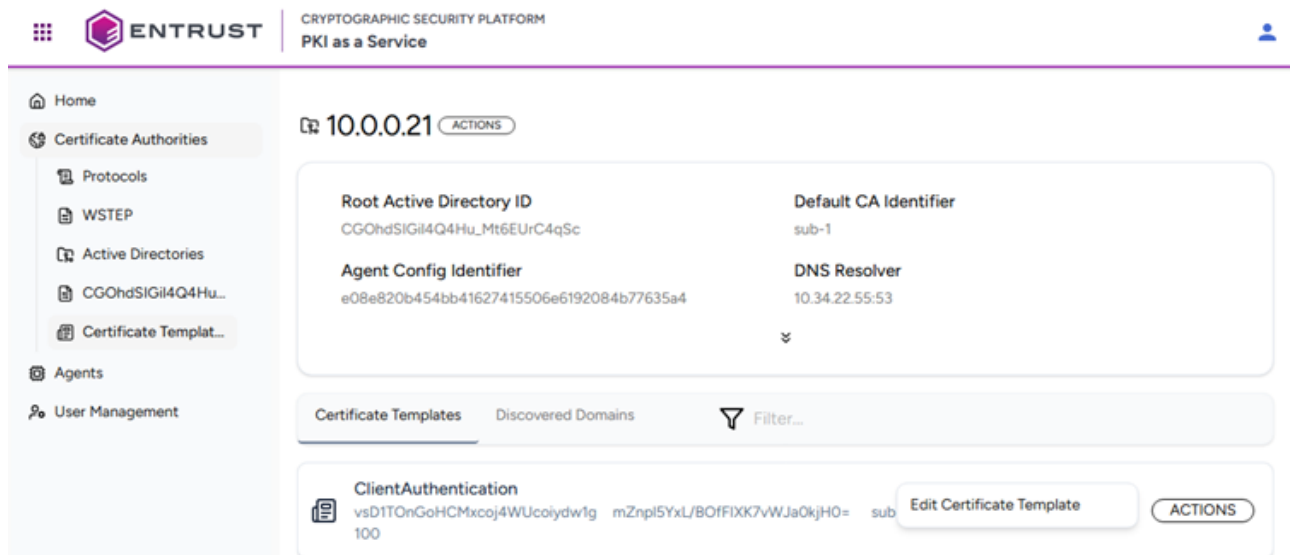 ENTRUST
CRYPTOGRAPHIC SECURITY PLATFORM
PKI as a Service
Home
Certificate Authorities
Protocols
WSTEP
Active Directories
CGOhdSIGil4Q4Hu...
Certificate Templat...
Agents
User Management
10.0.0.21 ACTIONS
Root Active Directory ID
CGOhdSIGil4Q4Hu_Mt6EUrC4qSc
Default CA Identifier
sub-1
Agent Config Identifier
e08e820b454bb41627415506e6192084b77635a4
DNS Resolver
10.34.22.55:53
Certificate Templates Discovered Domains Filter...
ClientAuthentication
vsD1TOnGoHCMxcoj4WUcoiydw1g mZnpl5YxL/BOfFIXK7vWJa0kjH0= sub
100
Edit Certificate Template
ACTIONS